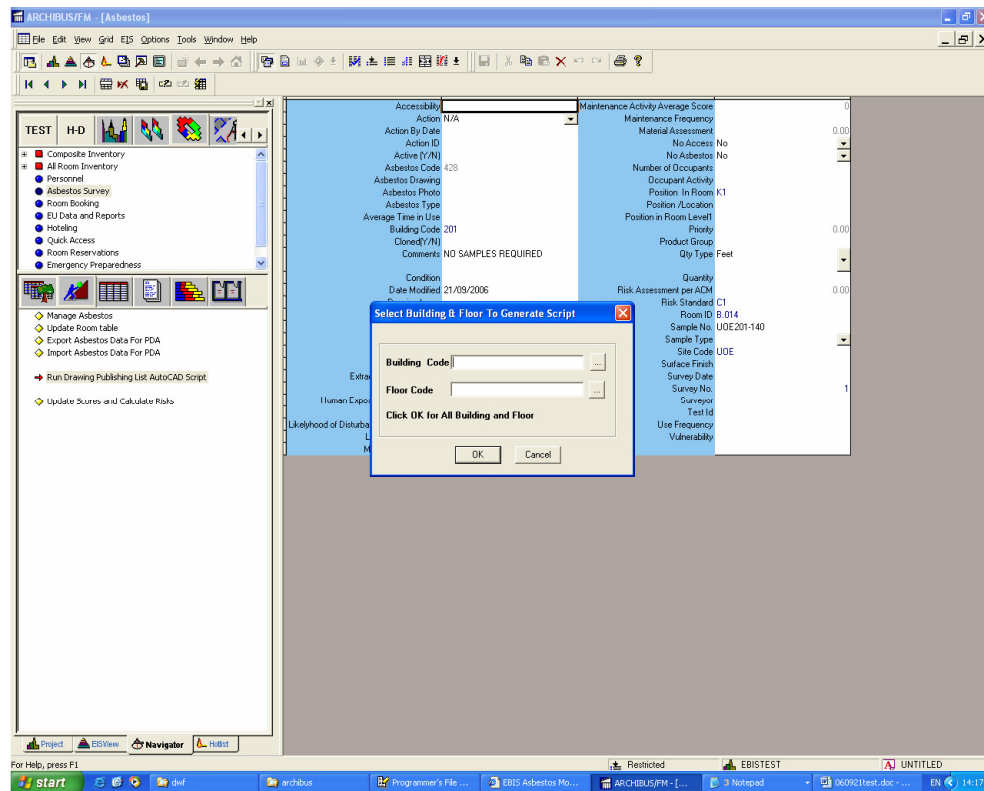 ARCHIBUS/FM - [Asbestos]
File Edit View Grid EIS Options Tools Window Help
TEST H-D
Composite Inventory
All Room Inventory
Personnel
Asbestos Survey
Room Booking
EU Data and Reports
Hoteling
Quick Access
Room Reservations
Emergency Preparedness
Manage Asbestos
Update Room table
Export Asbestos Data For PDA
Import Asbestos Data For PDA
Run Drawing Publishing List AutoCAD Script
Update Scores and Calculate Risks
Project EISView Navigator Hotlist
Accessibility
Action N/A
Action By Date
Action ID
Active (Y/N)
Asbestos Code 428
Asbestos Drawing
Asbestos Photo
Asbestos Type
Average Time in Use
Building Code 201
Cloned(Y/N)
Comments NO SAMPLES REQUIRED
Condition
Date Modified 21/09/2006
Extra
Human Expo
Likelyhood of Disturba
L
M
Maintenance Activity Average Score 0
Maintenance Frequency
Material Assessment 0.00
No Access No
No Asbestos No
Number of Occupants
Occupant Activity
Position In Room K1
Position /Location
Position in Room Level1
Priority 0.00
Product Group
Qty Type Feet
Quantity
Risk Assessment per ACM 0.00
Risk Standard C1
Room ID B.014
Sample No. UOE201-140
Sample Type
Site Code UOE
Surface Finish
Survey Date
Survey No. 1
Surveyor
Test Id
Use Frequency
Vulnerability
Select Building & Floor To Generate Script
Building Code ...
Floor Code ...
Click OK for All Building and Floor
OK Cancel
For Help, press F1
Restricted EBISTEST UNTITLED
start dwf archibus Programmer's File ... EBIS Asbestos Mo... ARCHIBUS/FM - [... 3 Notepad 060921test.doc - ... EN 14:17